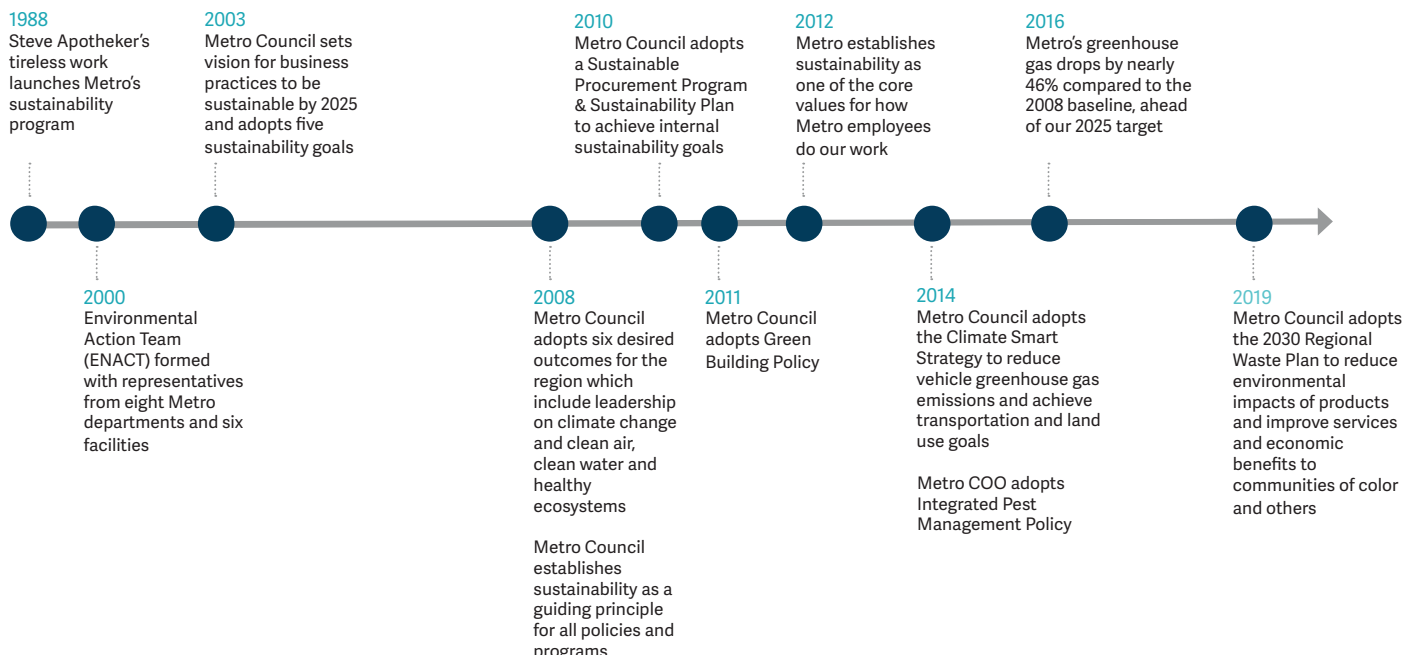 1988
Steve Apotheker’s
tireless work
launches Metro’s
sustainability
program
2003
Metro Council sets
vision for business
practices to be
sustainable by 2025
and adopts five
sustainability goals
2010
Metro Council adopts
a Sustainable
Procurement Program
& Sustainability Plan
to achieve internal
sustainability goals
2012
Metro establishes
sustainability as
one of the core
values for how
Metro employees
do our work
2016
Metro’s greenhouse
gas drops by nearly
46% compared to the
2008 baseline, ahead
of our 2025 target
2000
Environmental
Action Team
(ENACT) formed
with representatives
from eight Metro
departments and six
facilities
2008
Metro Council
adopts six desired
outcomes for the
region which
include leadership
on climate change
and clean air,
clean water and
healthy
ecosystems
Metro Council
establishes
sustainability as a
guiding principle
for all policies and
programs
2011
Metro Council
adopts Green
Building Policy
2014
Metro Council adopts
the Climate Smart
Strategy to reduce
vehicle greenhouse gas
emissions and achieve
transportation and land
use goals
Metro COO adopts
Integrated Pest
Management Policy
2019
Metro Council adopts
the 2030 Regional
Waste Plan to reduce
environmental
impacts of products
and improve services
and economic
benefits to
communities of color
and others